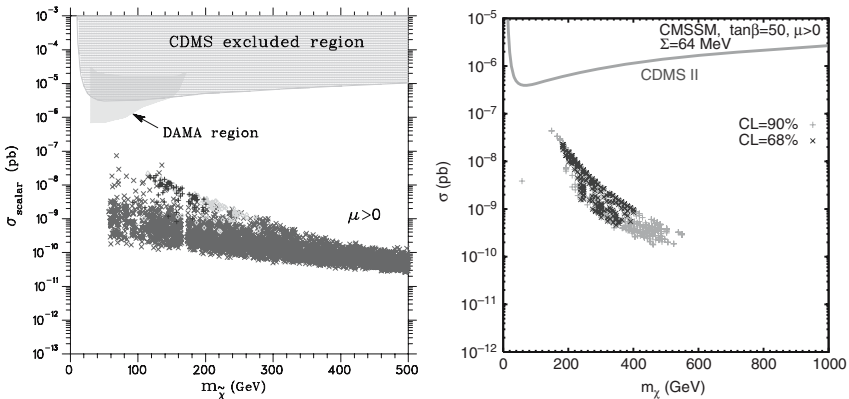 10⁻³
10⁻⁴
10⁻⁵
10⁻⁶
10⁻⁷
10⁻⁸
10⁻⁹
10⁻¹⁰
10⁻¹¹
10⁻¹²
10⁻¹³
σ scalar (pb)
CDMS excluded region
DAMA region
μ>0
0 100 200 300 400 500
m χ̃ (GeV)
10⁻⁵
10⁻⁶
10⁻⁷
10⁻⁸
10⁻⁹
10⁻¹⁰
10⁻¹¹
10⁻¹²
σ (pb)
CMSSM, tanβ=50, μ>0
Σ=64 MeV
CDMS II
CL=90% +
CL=68% ×
0 200 400 600 800 1000
mχ (GeV)